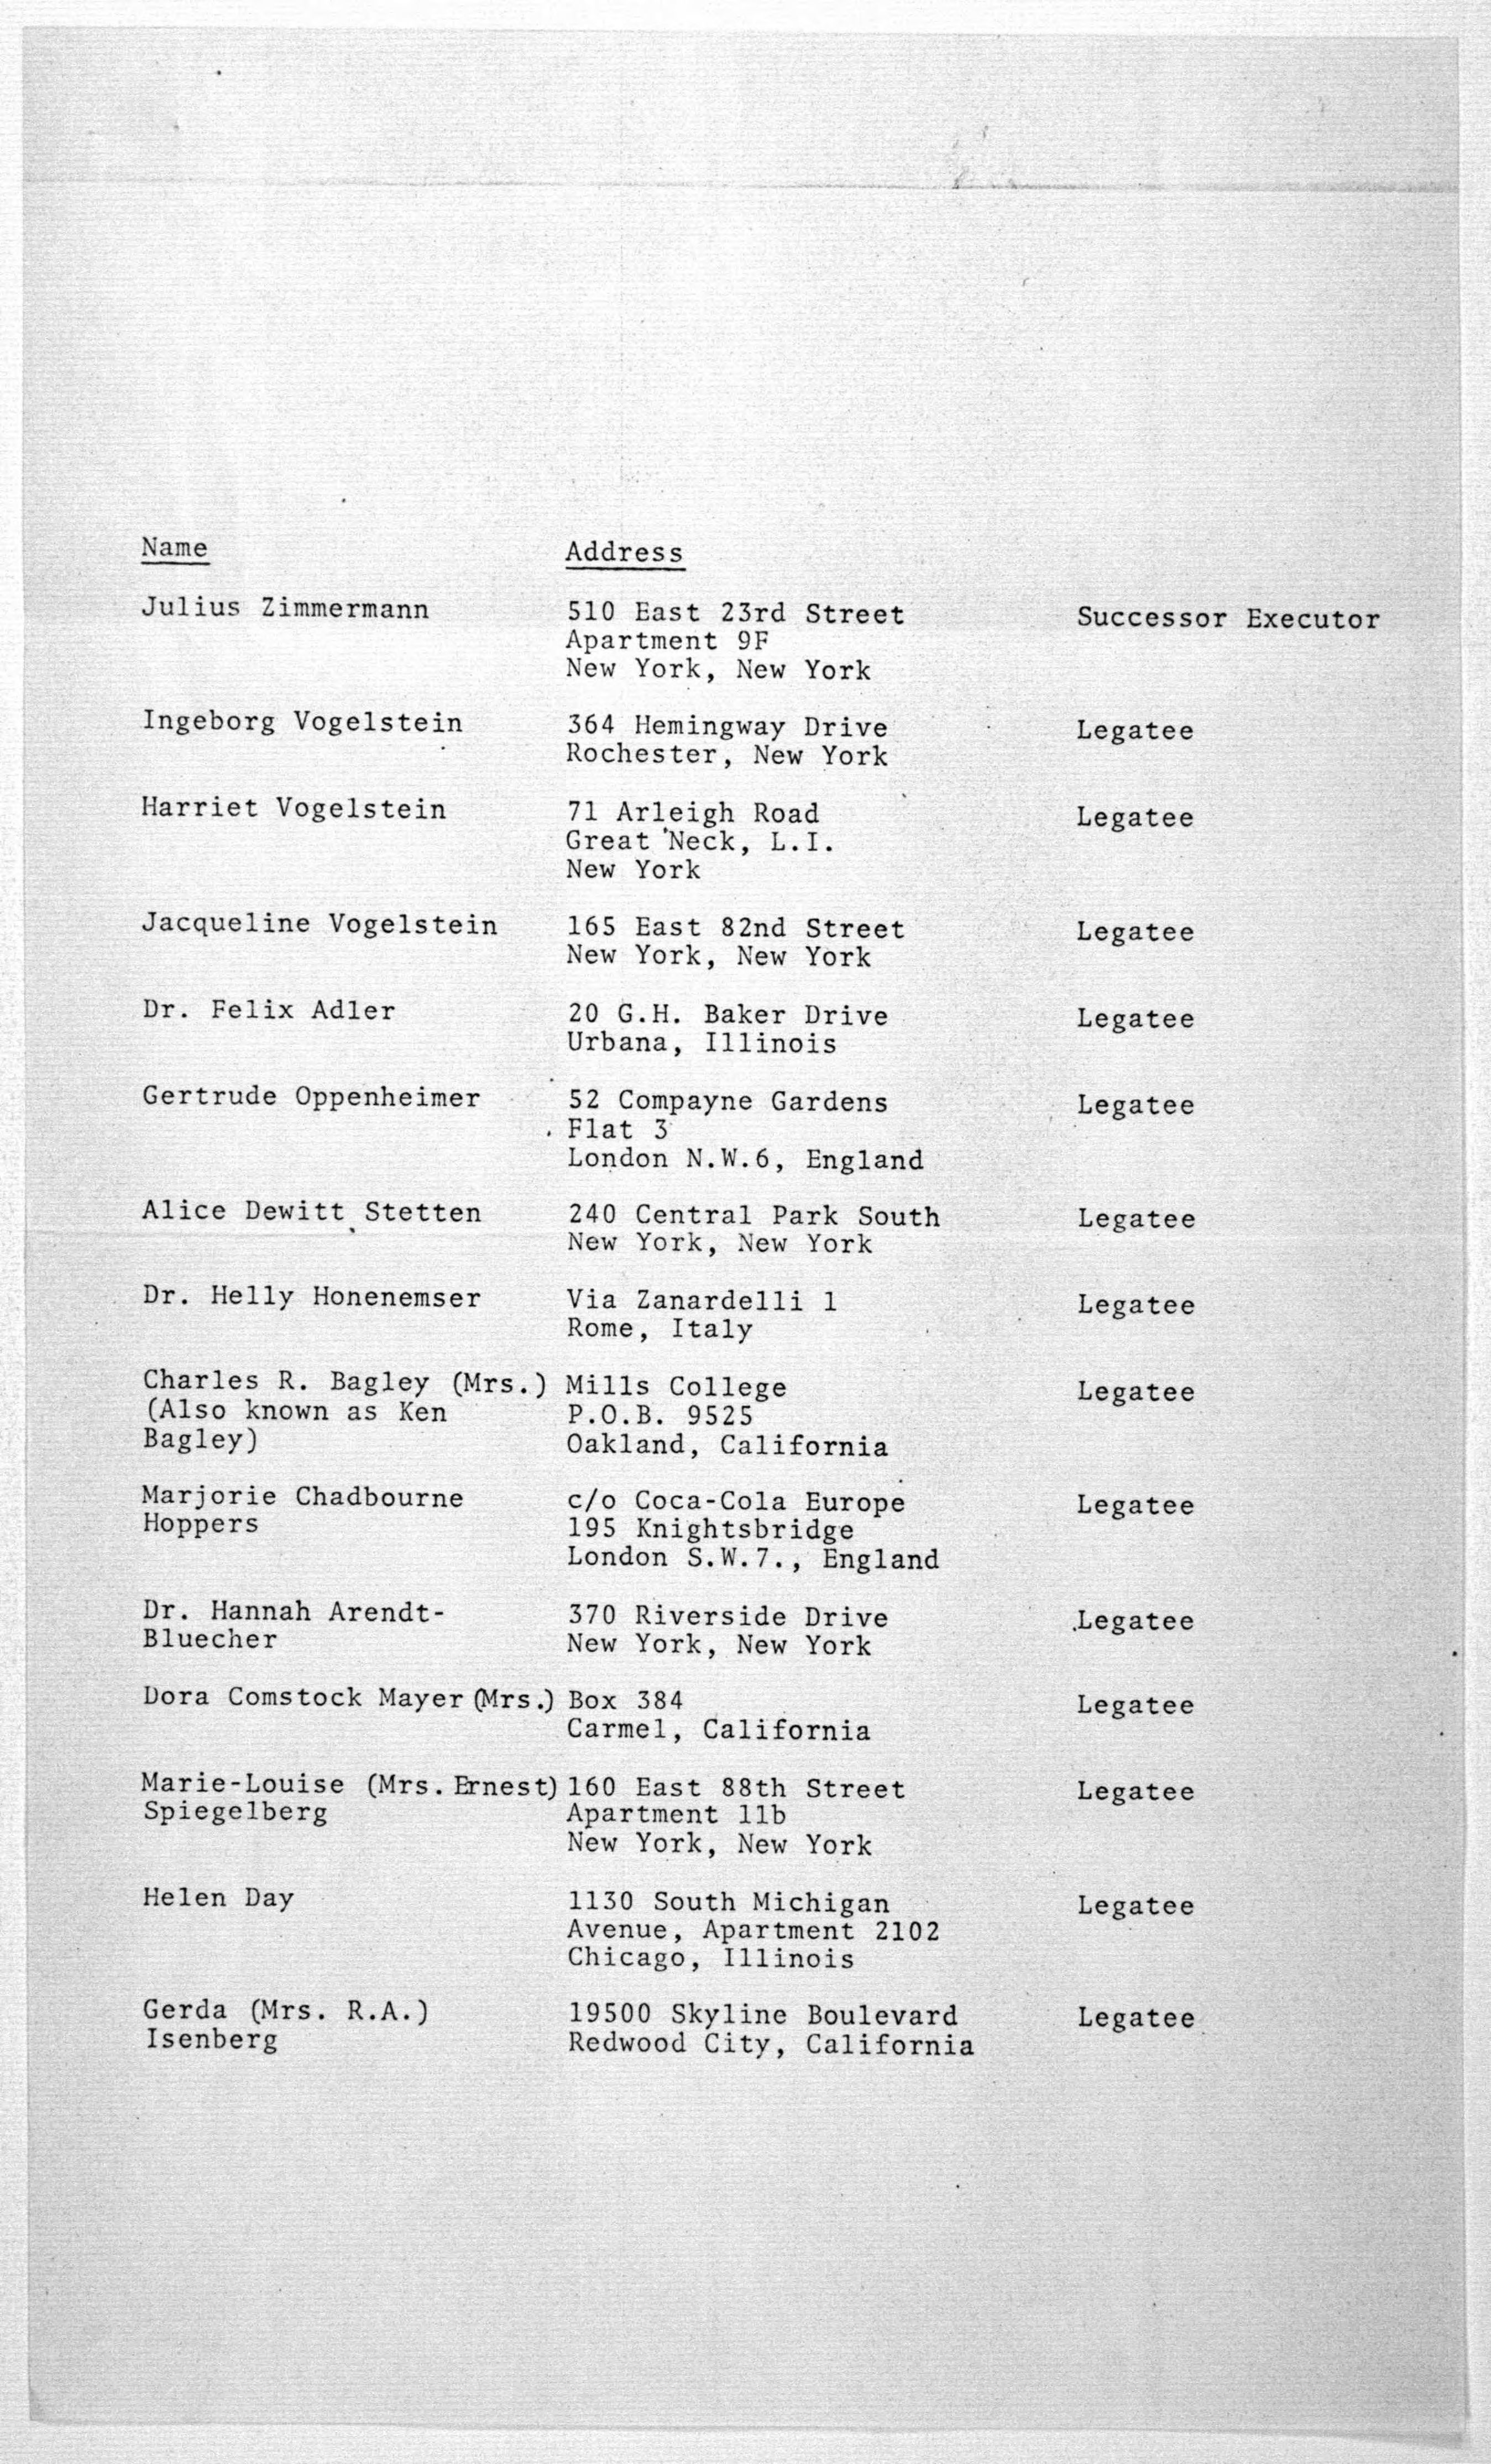 Name Address
Julius Zimmermann 510 East 23rd Street Successor Executor
Apartment 9F
New York, New York
Ingeborg Vogelstein 364 Hemingway Drive Legatee
Rochester, New York
Harriet Vogelstein 71 Arleigh Road Legatee
Great Neck, L.I.
New York
Jacqueline Vogelstein 165 East 82nd Street Legatee
New York, New York
Dr. Felix Adler 20 G.H. Baker Drive Legatee
Urbana, Illinois
Gertrude Oppenheimer 52 Compayne Gardens Legatee
Flat 3
London N.W.6, England
Alice Dewitt Stetten 240 Central Park South Legatee
New York, New York
Dr. Helly Honenemser Via Zanardelli 1 Legatee
Rome, Italy
Charles R. Bagley (Mrs.) Mills College Legatee
(Also known as Ken P.O.B. 9525
Bagley) Oakland, California
Marjorie Chadbourne c/o Coca-Cola Europe Legatee
Hoppers 195 Knightsbridge
London S.W.7., England
Dr. Hannah Arendt- 370 Riverside Drive Legatee
Bluecher New York, New York
Dora Comstock Mayer (Mrs.) Box 384 Legatee
Carmel, California
Marie-Louise (Mrs. Ernest) 160 East 88th Street Legatee
Spiegelberg Apartment 11b
New York, New York
Helen Day 1130 South Michigan Legatee
Avenue, Apartment 2102
Chicago, Illinois
Gerda (Mrs. R.A.) 19500 Skyline Boulevard Legatee
Isenberg Redwood City, California